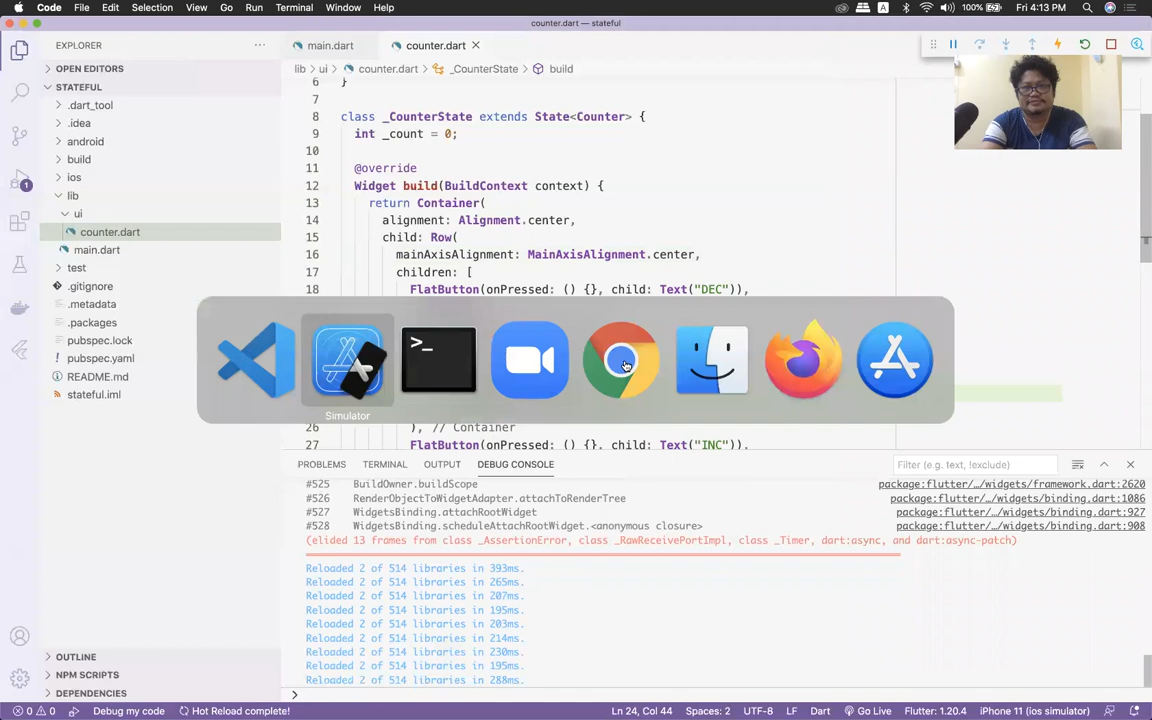 Code File Edit Selection View Go Run Terminal Window Help A 100% Fri 4:13 PM
counter.dart — stateful
EXPLORER
main.dart
counter.dart
OPEN EDITORS
lib ui counter.dart _CounterState build
STATEFUL
.dart_tool
.idea
android
build
ios
lib
ui
counter.dart
main.dart
test
.gitignore
.metadata
.packages
pubspec.lock
pubspec.yaml
README.md
stateful.iml
1
6 }
7
8 class _CounterState extends State<Counter> {
9 int _count = 0;
10
11 @override
12 Widget build(BuildContext context) {
13 return Container(
14 alignment: Alignment.center,
15 child: Row(
16 mainAxisAlignment: MainAxisAlignment.center,
17 children: [
18 FlatButton(onPressed: () {}, child: Text("DEC")),
>_
Simulator
26 ), // Container
27 FlatButton(onPressed: () {}, child: Text("INC")),
PROBLEMS TERMINAL OUTPUT DEBUG CONSOLE
Filter (e.g. text, !exclude)
#525 BuildOwner.buildScope package:flutter/…/widgets/framework.dart:2620
#526 RenderObjectToWidgetAdapter.attachToRenderTree package:flutter/…/widgets/binding.dart:1086
#527 WidgetsBinding.attachRootWidget package:flutter/…/widgets/binding.dart:927
#528 WidgetsBinding.scheduleAttachRootWidget.<anonymous closure> package:flutter/…/widgets/binding.dart:908
(elided 13 frames from class _AssertionError, class _RawReceivePortImpl, class _Timer, dart:async, and dart:async-patch)
Reloaded 2 of 514 libraries in 393ms.
Reloaded 2 of 514 libraries in 265ms.
Reloaded 2 of 514 libraries in 207ms.
Reloaded 2 of 514 libraries in 195ms.
Reloaded 2 of 514 libraries in 203ms.
Reloaded 2 of 514 libraries in 214ms.
Reloaded 2 of 514 libraries in 230ms.
Reloaded 2 of 514 libraries in 195ms.
Reloaded 2 of 514 libraries in 288ms.
OUTLINE
NPM SCRIPTS
DEPENDENCIES
0 0 Debug my code Hot Reload complete! Ln 24, Col 44 Spaces: 2 UTF-8 LF Dart Go Live Flutter: 1.20.4 iPhone 11 (ios simulator)